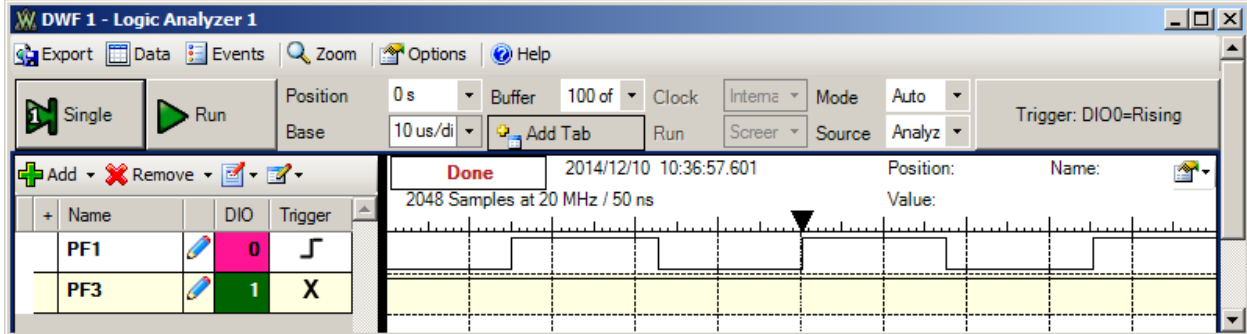 DWF 1 - Logic Analyzer 1
Export Data Events Zoom Options Help
Single Run Position 0 s Buffer 100 of Clock Interna Mode Auto Trigger: DIO0=Rising
Base 10 us/di Add Tab Run Screer Source Analyz
Add Remove Done 2014/12/10 10:36:57.601 Position: Name:
2048 Samples at 20 MHz / 50 ns Value:
+ Name DIO Trigger
PF1 0
PF3 1 X